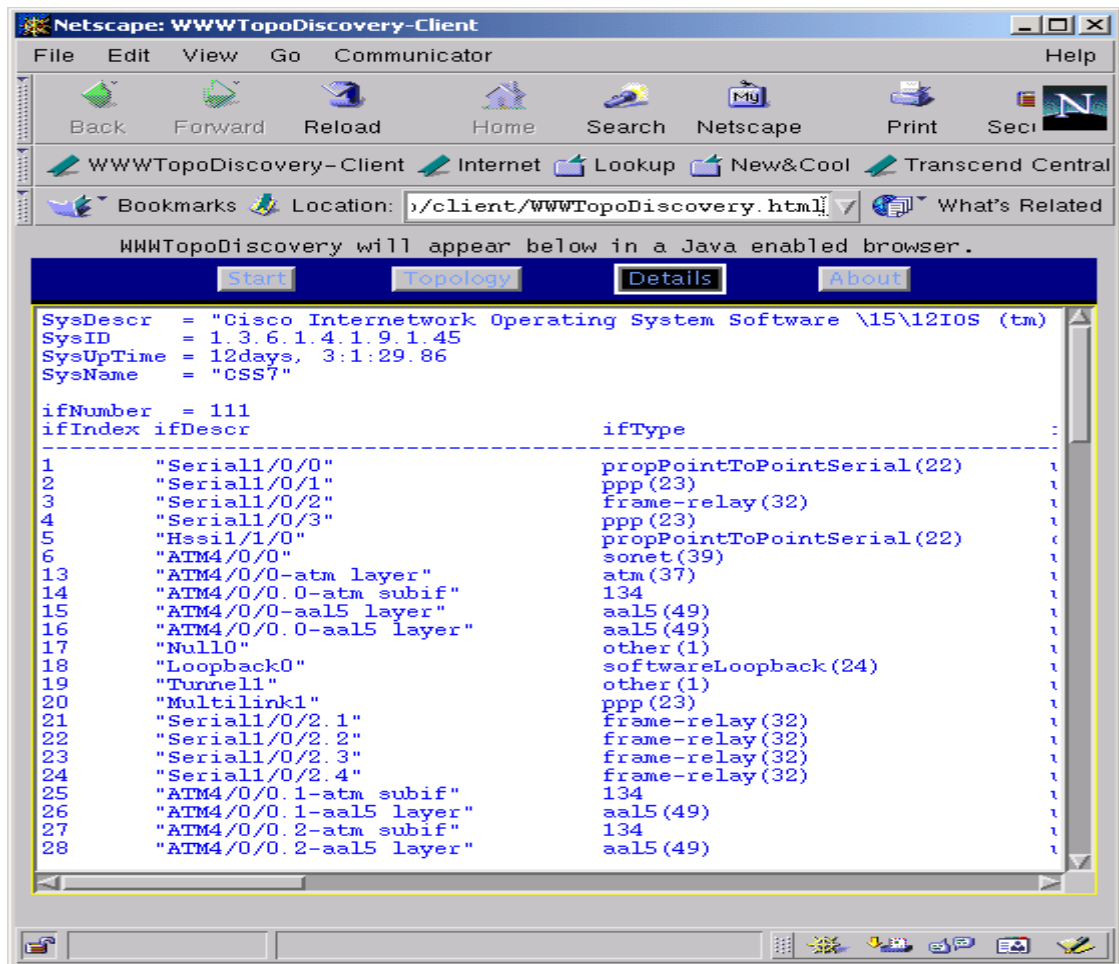 Netscape: WWWTopoDiscovery-Client
File Edit View Go Communicator Help
Back Forward Reload Home Search Netscape Print
My N
WWWTopoDiscovery-Client Internet Lookup New&Cool Transcend Central
Bookmarks Location: /client/WWWTopoDiscovery.html What's Related
WWWTopoDiscovery will appear below in a Java enabled browser.
Start Topology Details About
SysDescr = "Cisco Internetwork Operating System Software \15\12IOS (tm)
SysID = 1.3.6.1.4.1.9.1.45
SysUpTime = 12days, 3:1:29.86
SysName = "CSS7"
ifNumber = 111
ifIndex ifDescr ifType
1 "Serial1/0/0" propPointToPointSerial(22)
2 "Serial1/0/1" ppp(23)
3 "Serial1/0/2" frame-relay(32)
4 "Serial1/0/3" ppp(23)
5 "Hssi1/1/0" propPointToPointSerial(22)
6 "ATM4/0/0" sonet(39)
13 "ATM4/0/0-atm layer" atm(37)
14 "ATM4/0/0.0-atm subif" 134
15 "ATM4/0/0-aal5 layer" aal5(49)
16 "ATM4/0/0.0-aal5 layer" aal5(49)
17 "Null0" other(1)
18 "Loopback0" softwareLoopback(24)
19 "Tunnel1" other(1)
20 "Multilink1" ppp(23)
21 "Serial1/0/2.1" frame-relay(32)
22 "Serial1/0/2.2" frame-relay(32)
23 "Serial1/0/2.3" frame-relay(32)
24 "Serial1/0/2.4" frame-relay(32)
25 "ATM4/0/0.1-atm subif" 134
26 "ATM4/0/0.1-aal5 layer" aal5(49)
27 "ATM4/0/0.2-atm subif" 134
28 "ATM4/0/0.2-aal5 layer" aal5(49)